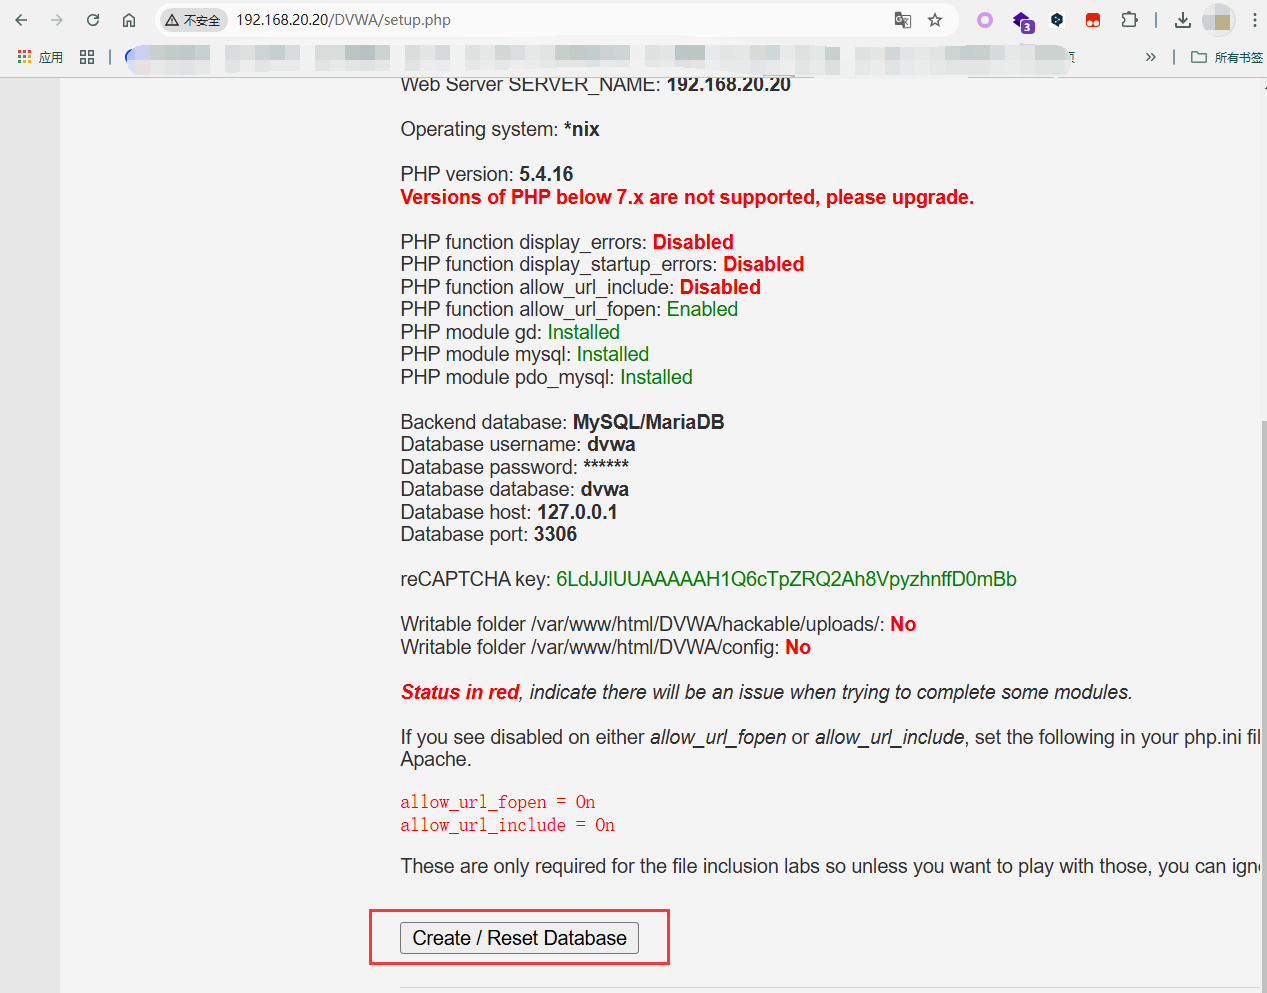 不安全 192.168.20.20/DVWA/setup.php
3
应用
页
所有书签
Web Server SERVER_NAME: 192.168.20.20
Operating system: *nix
PHP version: 5.4.16
Versions of PHP below 7.x are not supported, please upgrade.
PHP function display_errors: Disabled
PHP function display_startup_errors: Disabled
PHP function allow_url_include: Disabled
PHP function allow_url_fopen: Enabled
PHP module gd: Installed
PHP module mysql: Installed
PHP module pdo_mysql: Installed
Backend database: MySQL/MariaDB
Database username: dvwa
Database password: ******
Database database: dvwa
Database host: 127.0.0.1
Database port: 3306
reCAPTCHA key: 6LdJJlUUAAAAAH1Q6cTpZRQ2Ah8VpyzhnffD0mBb
Writable folder /var/www/html/DVWA/hackable/uploads/: No
Writable folder /var/www/html/DVWA/config: No
Status in red, indicate there will be an issue when trying to complete some modules.
If you see disabled on either allow_url_fopen or allow_url_include, set the following in your php.ini fil
Apache.
allow_url_fopen = On
allow_url_include = On
These are only required for the file inclusion labs so unless you want to play with those, you can igno
Create / Reset Database